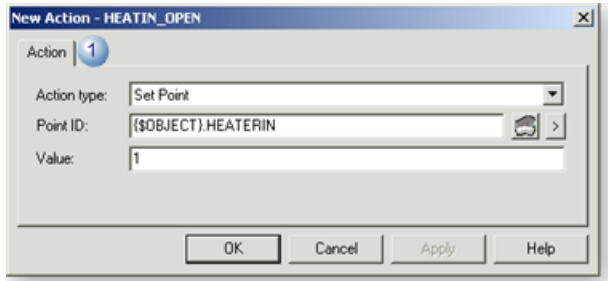 New Action - HEATIN_OPEN
Action 1
Action type: Set Point
Point ID: {$OBJECT}.HEATERIN >
Value: 1
OK Cancel Apply Help